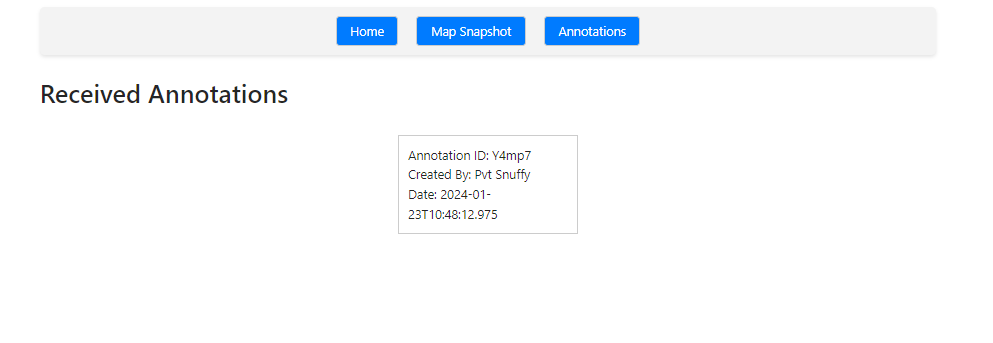 Home Map Snapshot Annotations
Received Annotations
Annotation ID: Y4mp7
Created By: Pvt Snuffy
Date: 2024-01-
23T10:48:12.975